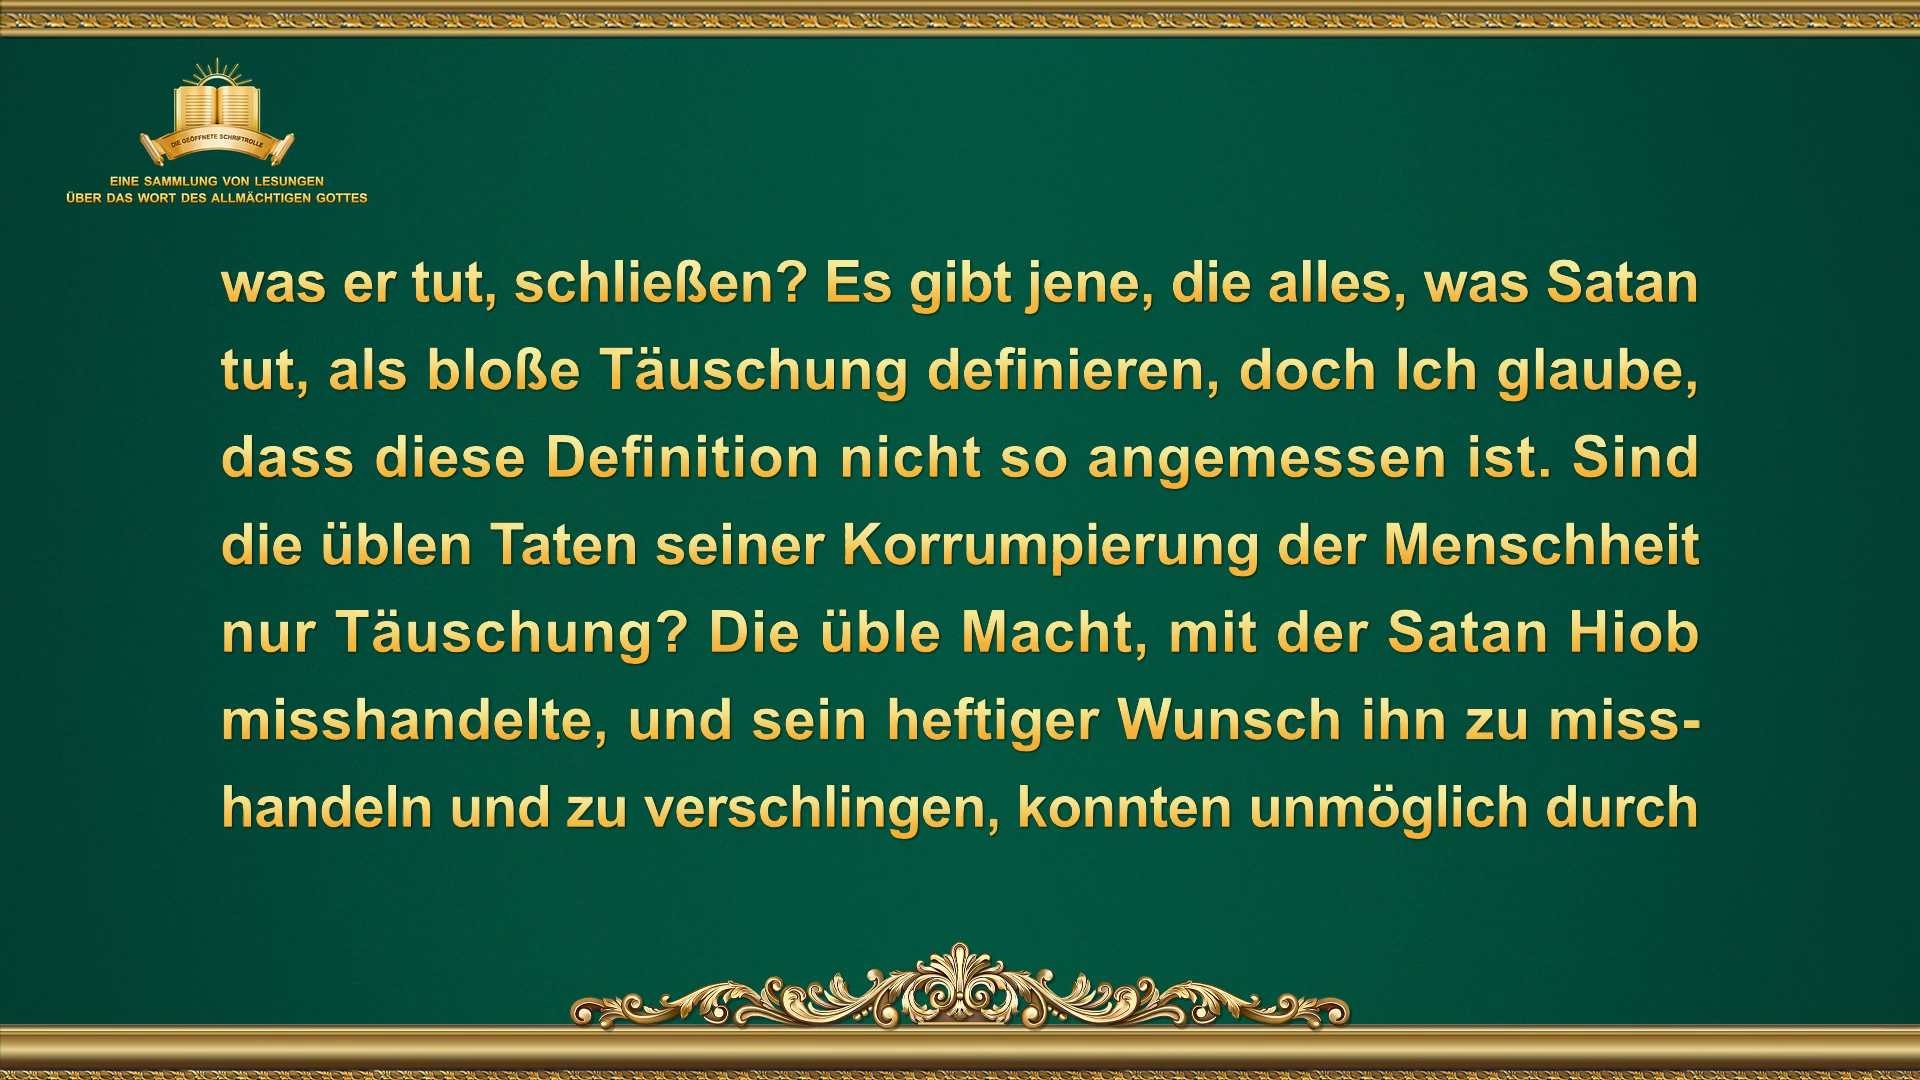 DIE GEÖFFNETE SCHRIFTROLLE
EINE SAMMLUNG VON LESUNGEN
ÜBER DAS WORT DES ALLMÄCHTIGEN GOTTES
was er tut, schließen? Es gibt jene, die alles, was Satan
tut, als bloße Täuschung definieren, doch Ich glaube,
dass diese Definition nicht so angemessen ist. Sind
die üblen Taten seiner Korrumpierung der Menschheit
nur Täuschung? Die üble Macht, mit der Satan Hiob
misshandelte, und sein heftiger Wunsch ihn zu miss-
handeln und zu verschlingen, konnten unmöglich durch